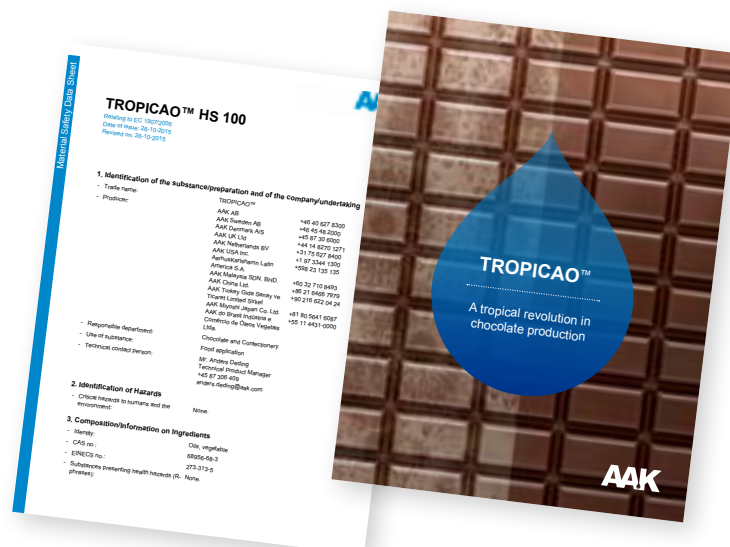 Material Safety Data Sheet
TROPICAO™ HS 100
Relating to EC 1907/2006
Date of issue: 26-10-2015
Revised on: 26-10-2015
1. Identification of the substance/preparation and of the company/undertaking
- Trade name: TROPICAO™
- Producer:
AAK AB +46 40 627 8300
AAK Sweden AB +46 45 48 2000
AAK Denmark A/S +45 87 30 6000
AAK UK Ltd +44 14 8270 1271
AAK Netherlands BV +31 75 627 8400
AAK USA Inc. +1 97 3344 1300
Aarhuskarlshamn Latin +598 23 135 135
America S.A.
AAK Malaysia SDN, BHD. +60 32 710 8493
AAK China Ltd. +86 21 6466 7979
AAK Tixkey Gida Sanay ve +90 216 622 04 24
Ticaret Limited Sirket
AAK Miyoshi Japan Co. Ltd. +81 80 5641 6087
AAK do Brasil Indústria e +55 11 4431-0000
Comércio de Óleos Vegetais
Ltda.
- Responsible department: Chocolate and Confectionery
- Use of substance: Food application
- Technical contact person: Mr. Anders Deding
Technical Product Manager
+45 87 306 409
anders.deding@aak.com
2. Identification of Hazards
- Critical hazards to humans and the None.
environment:
3. Composition/Information on Ingredients
- Identity: Oils, vegetable
- CAS no.: 68956-68-3
- EINECS no.: 273-313-5
- Substances presenting health hazards (R- None.
phrases):
TROPICAO™
A tropical revolution in
chocolate production
AAK